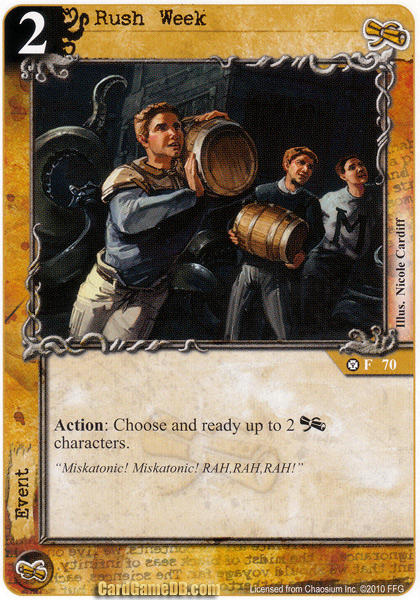 2
Rush Week
M
Illus. Nicole Cardiff
F 70
Action: Choose and ready up to 2
characters.
"Miskatonic! Miskatonic! RAH,RAH,RAH!"
Event
CardGameDB.com
Licensed from Chaosium Inc. ©2010 FFG